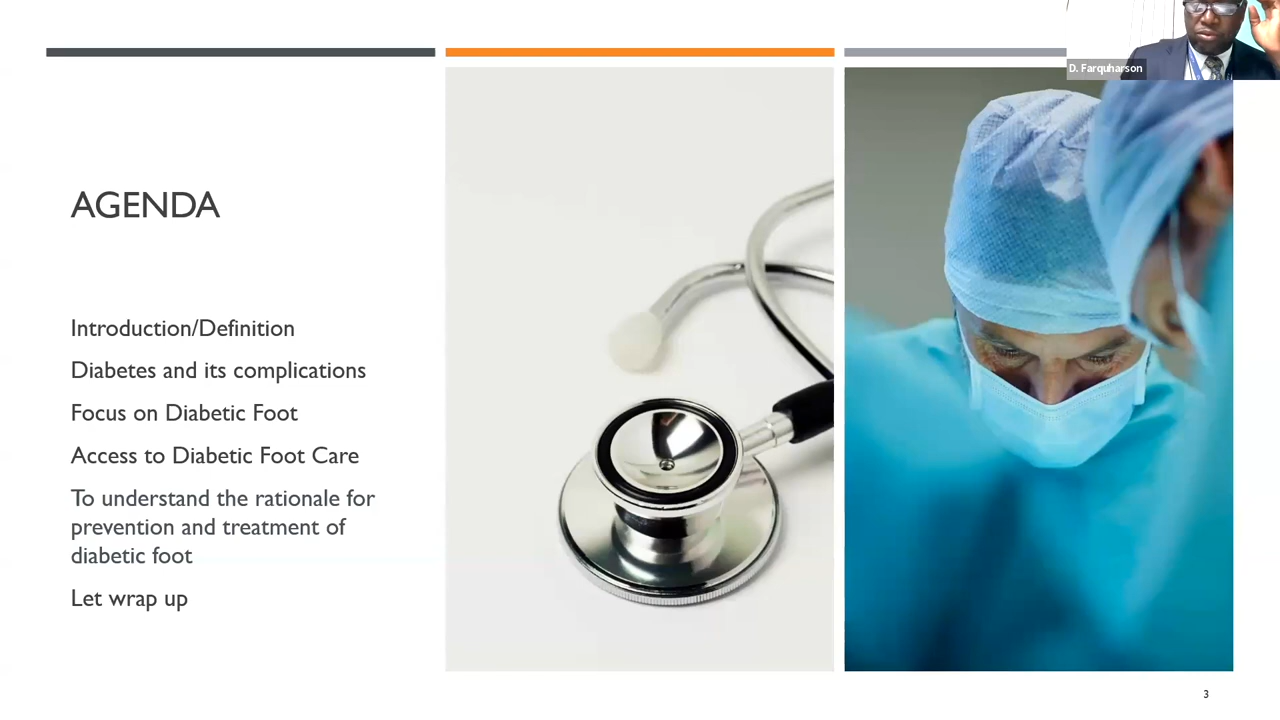 D. Farquharson
AGENDA
Introduction/Definition
Diabetes and its complications
Focus on Diabetic Foot
Access to Diabetic Foot Care
To understand the rationale for
prevention and treatment of
diabetic foot
Let wrap up
3